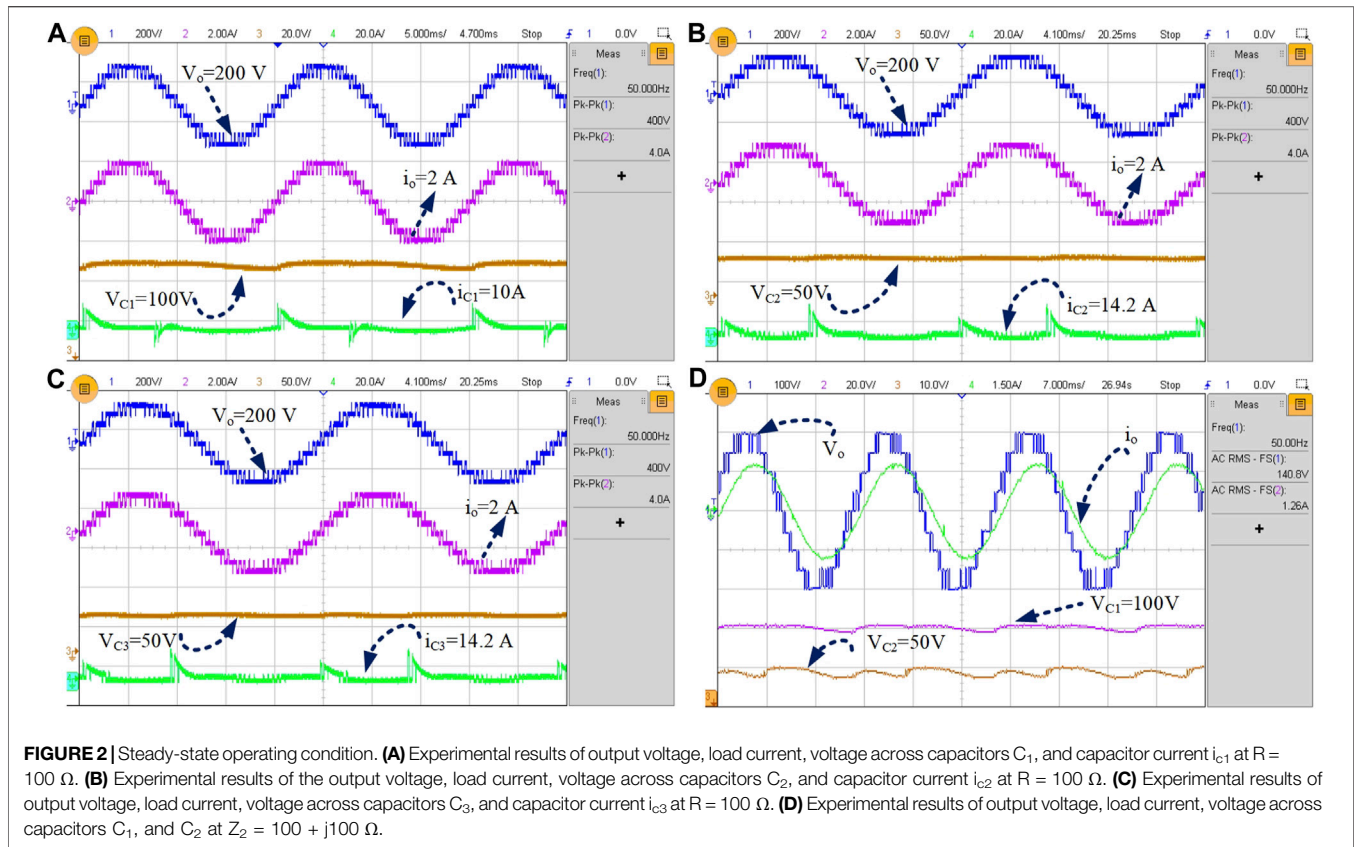 A
1 200V/ 2 2.00A/ 3 20.0V/ 4 20.0A/ 5.000ms/ 4.700ms Stop 1 0.0V
Meas
Freq(1):
50.000Hz
Pk-Pk(1):
400V
Pk-Pk(2):
4.0A
+
Vo=200 V
io=2 A
VC1=100V
iC1=10A
B
1 200V/ 2 2.00A/ 3 50.0V/ 4 20.0A/ 4.100ms/ 20.25ms Stop 1 0.0V
Meas
Freq(1):
50.000Hz
Pk-Pk(1):
400V
Pk-Pk(2):
4.0A
+
Vo=200 V
io=2 A
VC2=50V
iC2=14.2 A
C
1 200V/ 2 2.00A/ 3 50.0V/ 4 20.0A/ 4.100ms/ 20.25ms Stop 1 0.0V
Meas
Freq(1):
50.000Hz
Pk-Pk(1):
400V
Pk-Pk(2):
4.0A
+
Vo=200 V
io=2 A
VC3=50V
iC3=14.2 A
D
1 100V/ 2 20.0V/ 3 10.0V/ 4 1.50A/ 7.000ms/ 26.94s Stop 1 0.0V
Meas
Freq(1):
50.00Hz
AC RMS - FS(1):
140.8V
AC RMS - FS(2):
1.26A
+
Vo
io
VC1=100V
VC2=50V
FIGURE 2 | Steady-state operating condition. (A) Experimental results of output voltage, load current, voltage across capacitors C1, and capacitor current ic1 at R =
100 Ω. (B) Experimental results of the output voltage, load current, voltage across capacitors C2, and capacitor current ic2 at R = 100 Ω. (C) Experimental results of
output voltage, load current, voltage across capacitors C3, and capacitor current ic3 at R = 100 Ω. (D) Experimental results of output voltage, load current, voltage across
capacitors C1, and C2 at Z2 = 100 + j100 Ω.